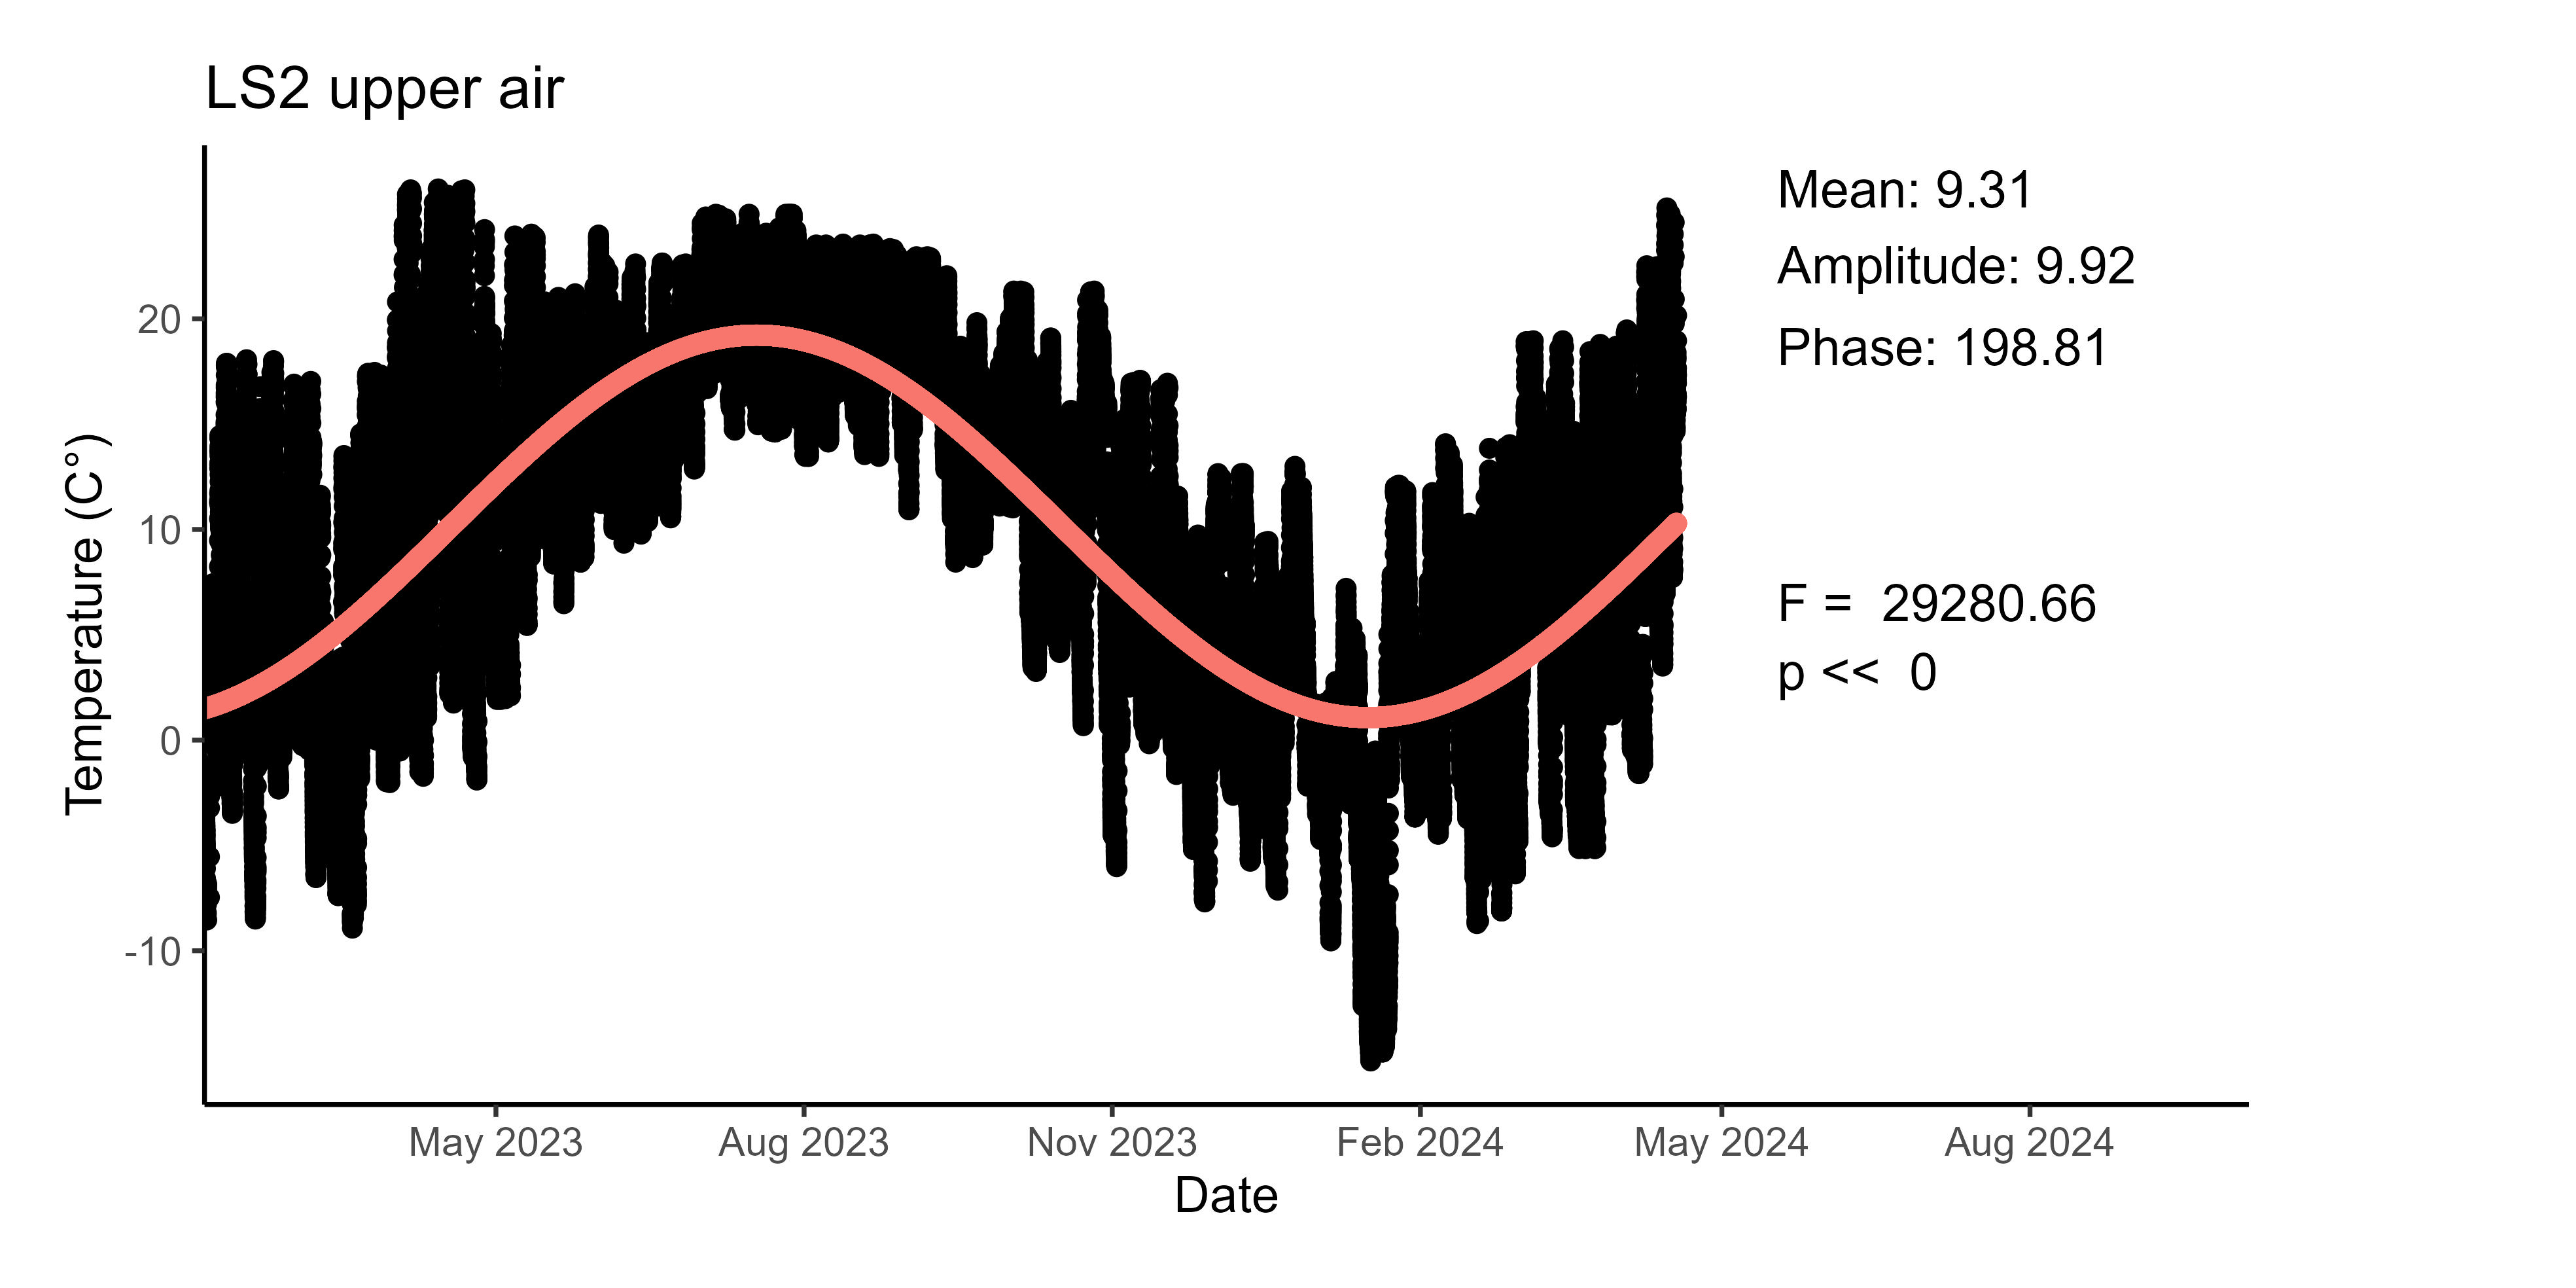 LS2 upper air
Mean: 9.31
Amplitude: 9.92
Phase: 198.81
F = 29280.66
p << 0
Temperature (C°)
20
10
0
-10
May 2023
Aug 2023
Nov 2023
Feb 2024
May 2024
Aug 2024
Date